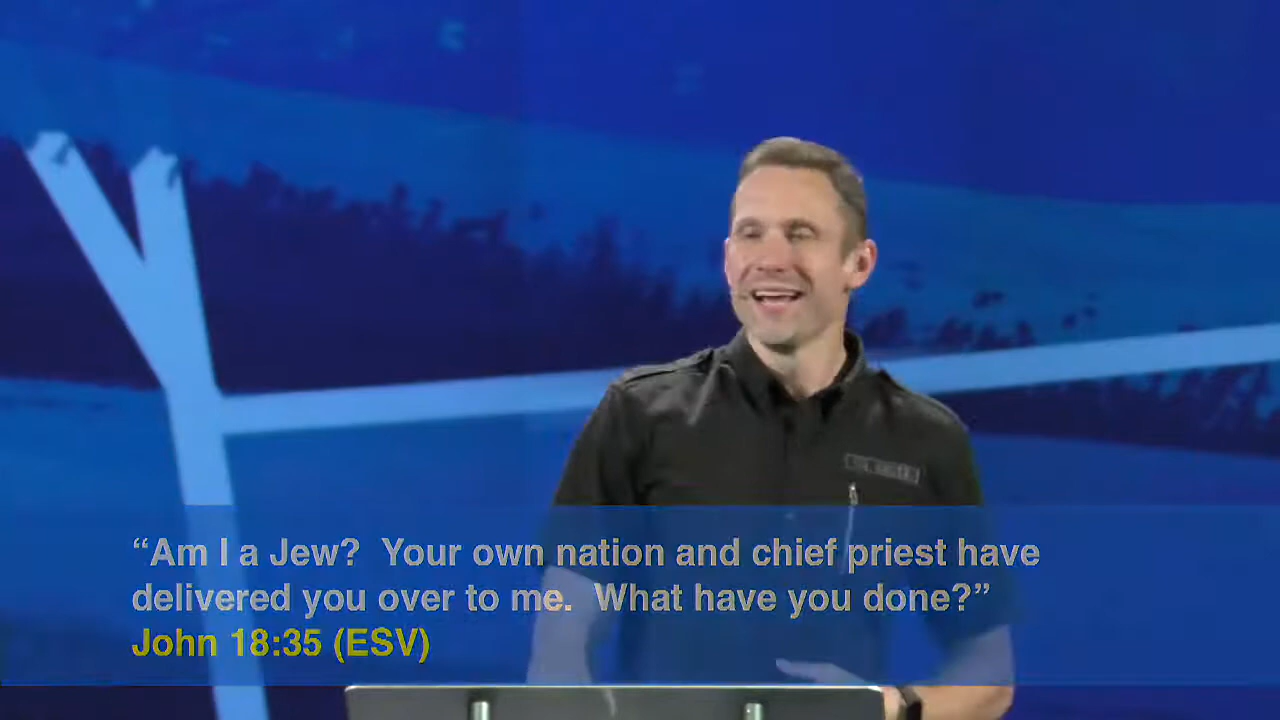 “Am I a Jew?  Your own nation and chief priest have
delivered you over to me.  What have you done?”
John 18:35 (ESV)